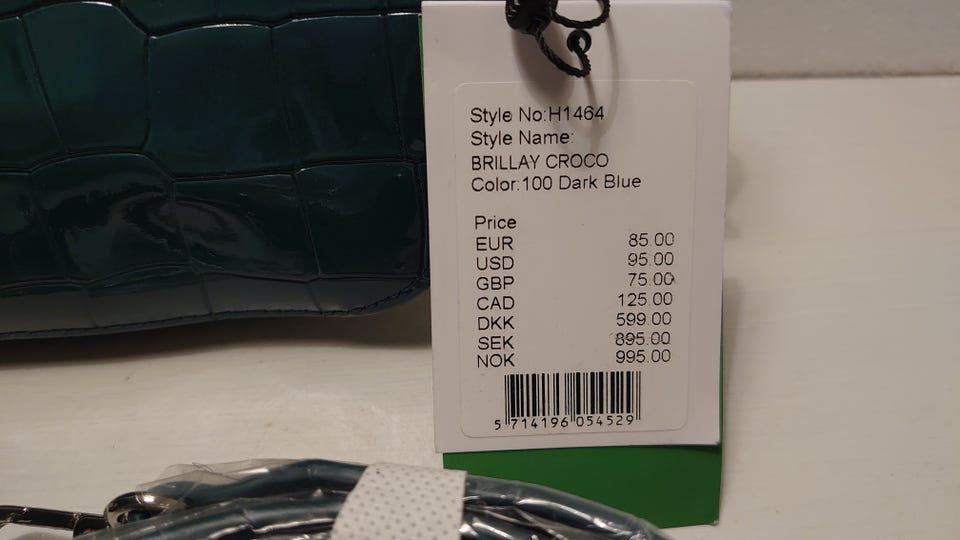 Style No:H1464
Style Name:
BRILLAY CROCO
Color:100 Dark Blue
Price
EUR 85.00
USD 95.00
GBP 75.00
CAD 125.00
DKK 599.00
SEK 895.00
NOK 995.00
5 714196 054529